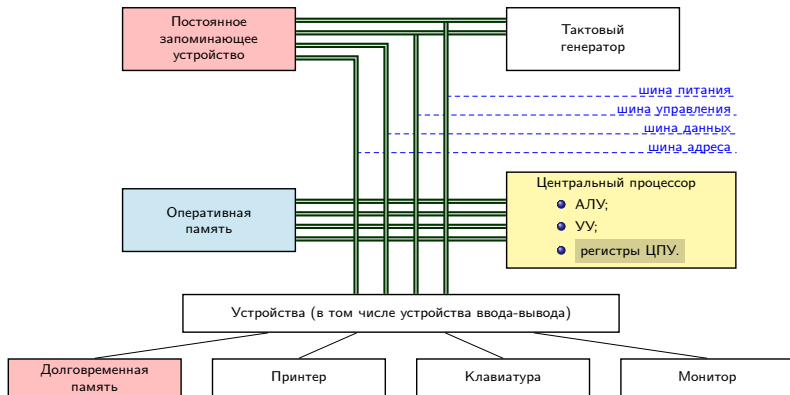 Постоянное
запоминающее
устройство
Тактовый
генератор
шина питания
шина управления
шина данных
шина адреса
Оперативная
память
Центральный процессор
АЛУ;
УУ;
регистры ЦПУ.
Устройства (в том числе устройства ввода-вывода)
Долговременная
память
Принтер
Клавиатура
Монитор